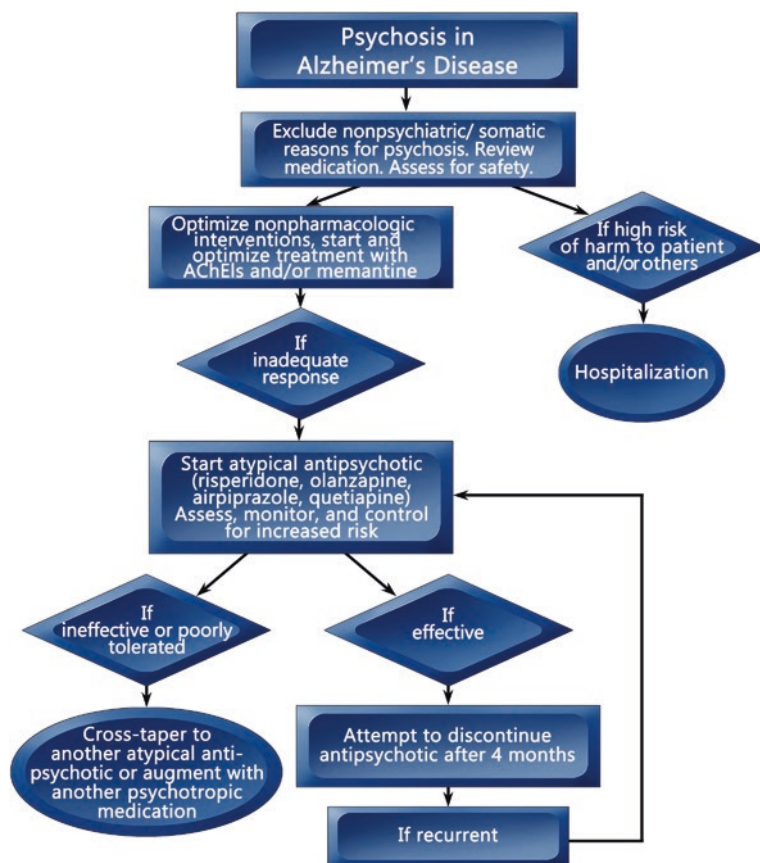 Psychosis in
Alzheimer's Disease
Exclude nonpsychiatric/ somatic
reasons for psychosis. Review
medication. Assess for safety.
Optimize nonpharmacologic
interventions, start and
optimize treatment with
AChEIs and/or memantine
If high risk
of harm to patient
and/or others
If
inadequate
response
Hospitalization
Start atypical antipsychotic
(risperidone, olanzapine,
airpiprazole, quetiapine)
Assess, monitor, and control
for increased risk
If
ineffective or poorly
tolerated
If
effective
Cross-taper to
another atypical anti-
psychotic or augment with
another psychotropic
medication
Attempt to discontinue
antipsychotic after 4 months
If recurrent